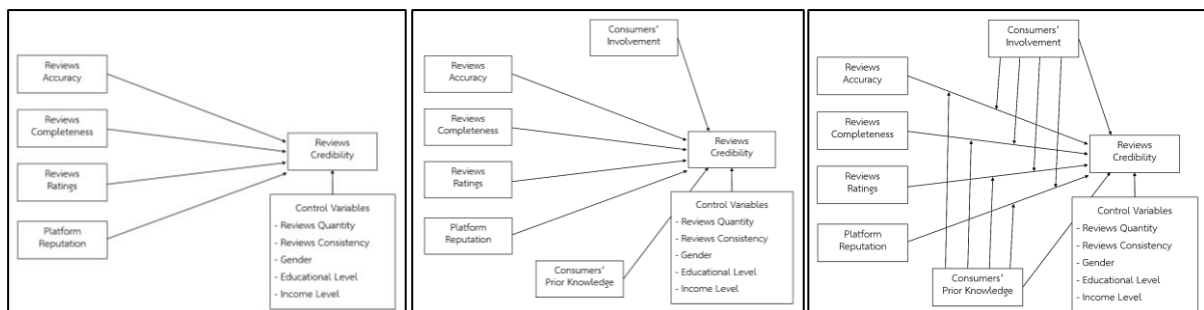 Reviews
Accuracy
Reviews
Completeness
Reviews
Ratings
Platform
Reputation
Reviews
Credibility
Control Variables
- Reviews Quantity
- Reviews Consistency
- Gender
- Educational Level
- Income Level
Consumers'
Involvement
Reviews
Accuracy
Reviews
Completeness
Reviews
Ratings
Platform
Reputation
Reviews
Credibility
Control Variables
- Reviews Quantity
- Reviews Consistency
- Gender
- Educational Level
- Income Level
Consumers'
Prior Knowledge
Consumers'
Involvement
Reviews
Accuracy
Reviews
Completeness
Reviews
Ratings
Platform
Reputation
Reviews
Credibility
Control Variables
- Reviews Quantity
- Reviews Consistency
- Gender
- Educational Level
- Income Level
Consumers'
Prior Knowledge